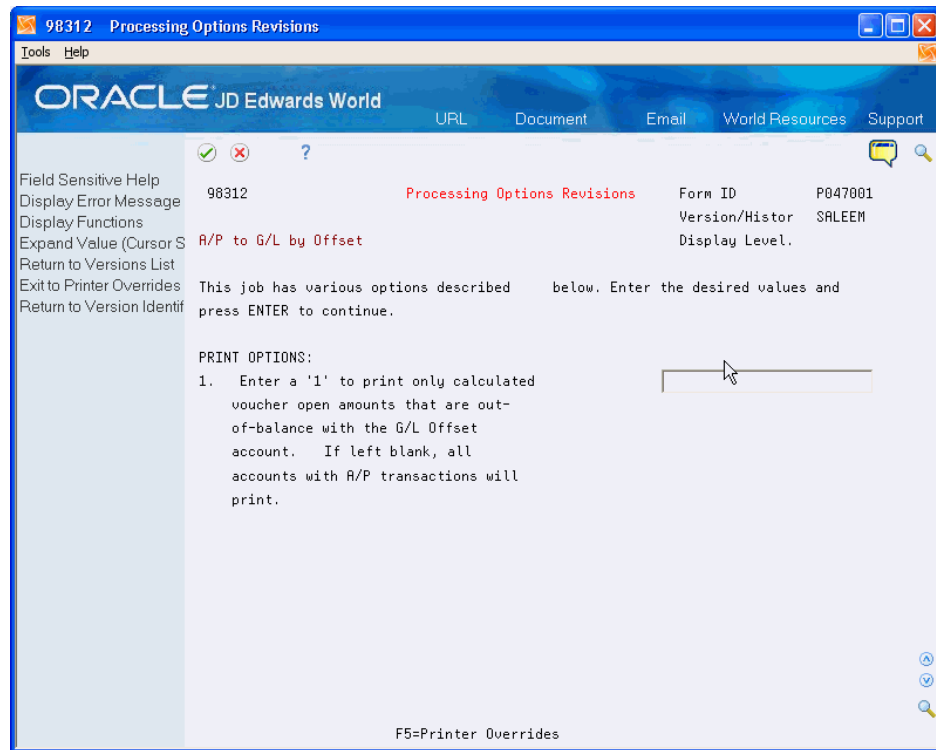 98312 Processing Options Revisions
Tools Help
ORACLE JD Edwards World
URL Document Email World Resources Support
?
Field Sensitive Help
Display Error Message
Display Functions
Expand Value (Cursor S
Return to Versions List
Exit to Printer Overrides
Return to Version Identif
98312 Processing Options Revisions Form ID P047001
Version/Histor SALEEM
A/P to G/L by Offset Display Level.
This job has various options described below. Enter the desired values and
press ENTER to continue.
PRINT OPTIONS:
1. Enter a '1' to print only calculated
voucher open amounts that are out-
of-balance with the G/L Offset
account. If left blank, all
accounts with A/P transactions will
print.
F5=Printer Overrides